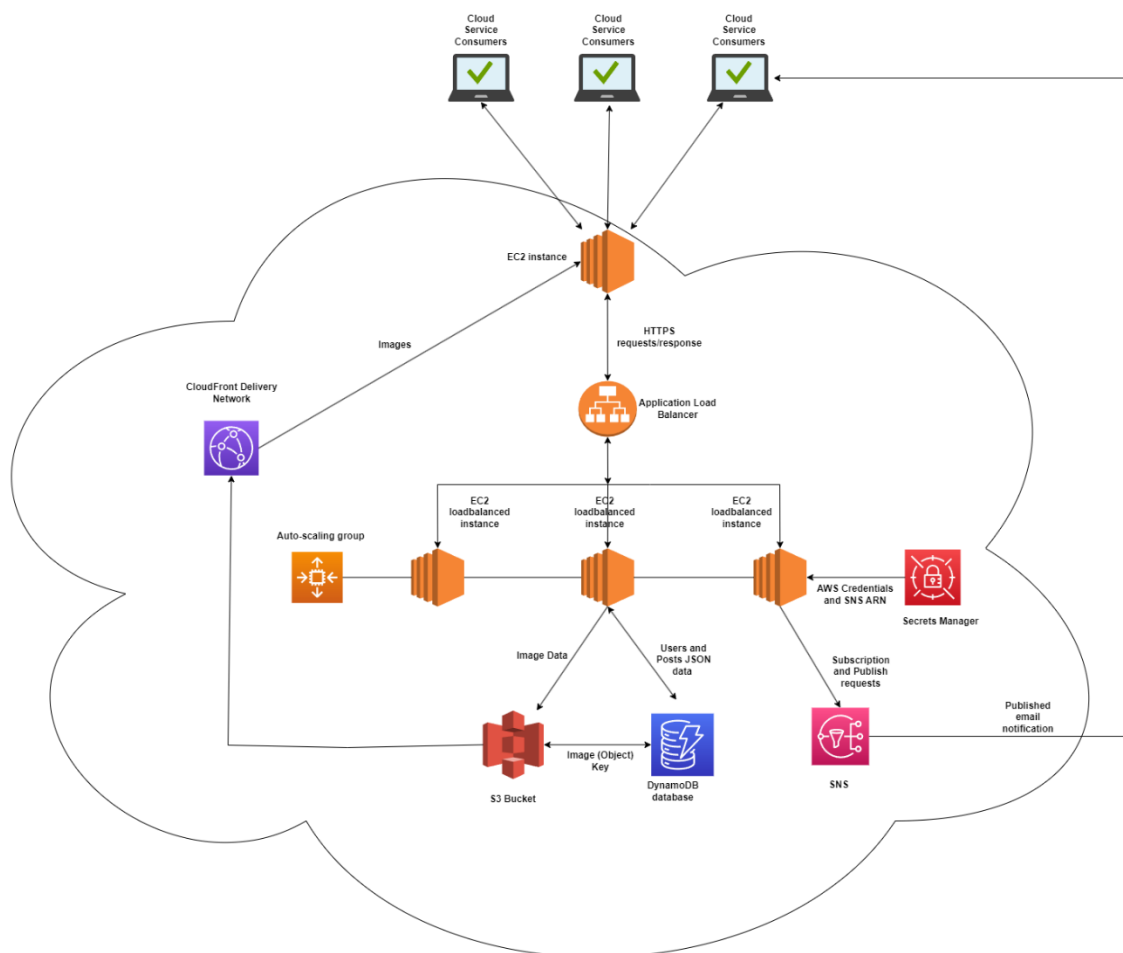 Cloud
Service
Consumers
Cloud
Service
Consumers
Cloud
Service
Consumers
EC2 instance
HTTPS
requests/response
Images
CloudFront Delivery
Network
Application Load
Balancer
EC2
loadbalanced
instance
EC2
loadbalanced
instance
EC2
loadbalanced
instance
Auto-scaling group
AWS Credentials
and SNS ARN
Secrets Manager
Image Data
Users and
Posts JSON
data
Subscription
and Publish
requests
Published
email
notification
Image (Object)
Key
S3 Bucket
DynamoDB
database
SNS